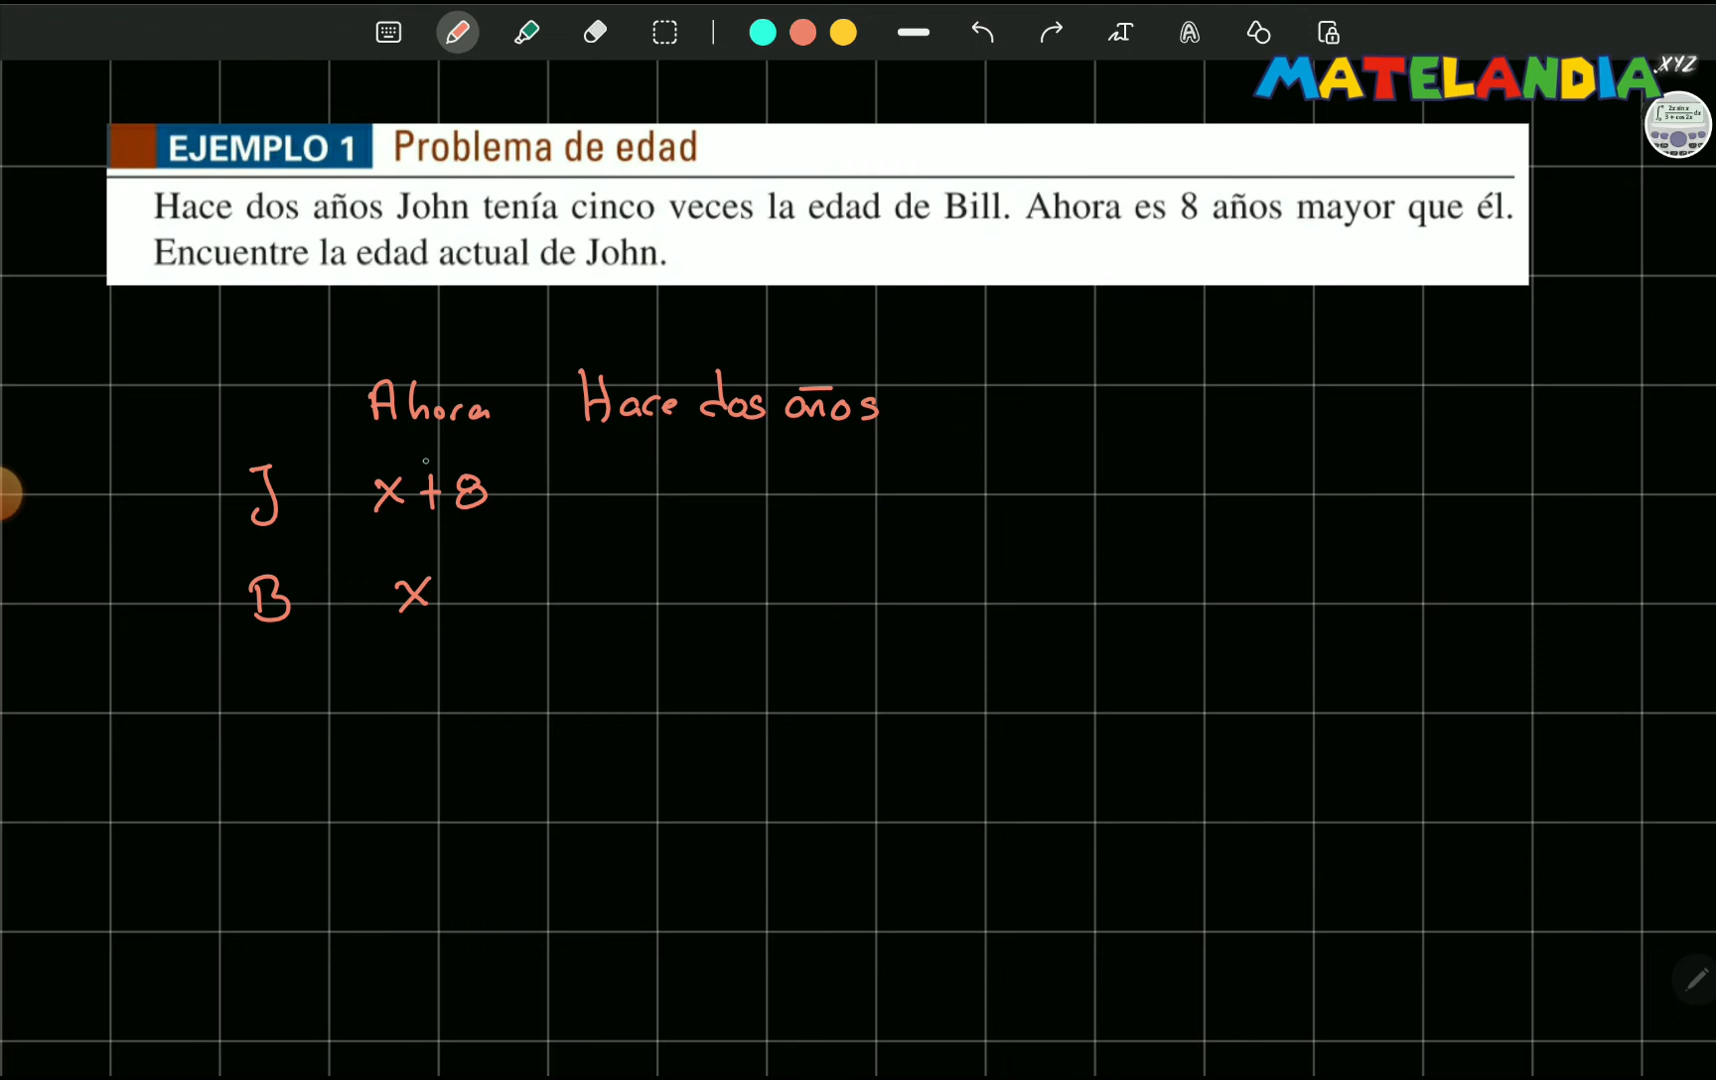 MATELANDIA.XYZ
EJEMPLO 1 Problema de edad
Hace dos años John tenía cinco veces la edad de Bill. Ahora es 8 años mayor que él.
Encuentre la edad actual de John.
Ahora Hace dos años
J x+8
B x